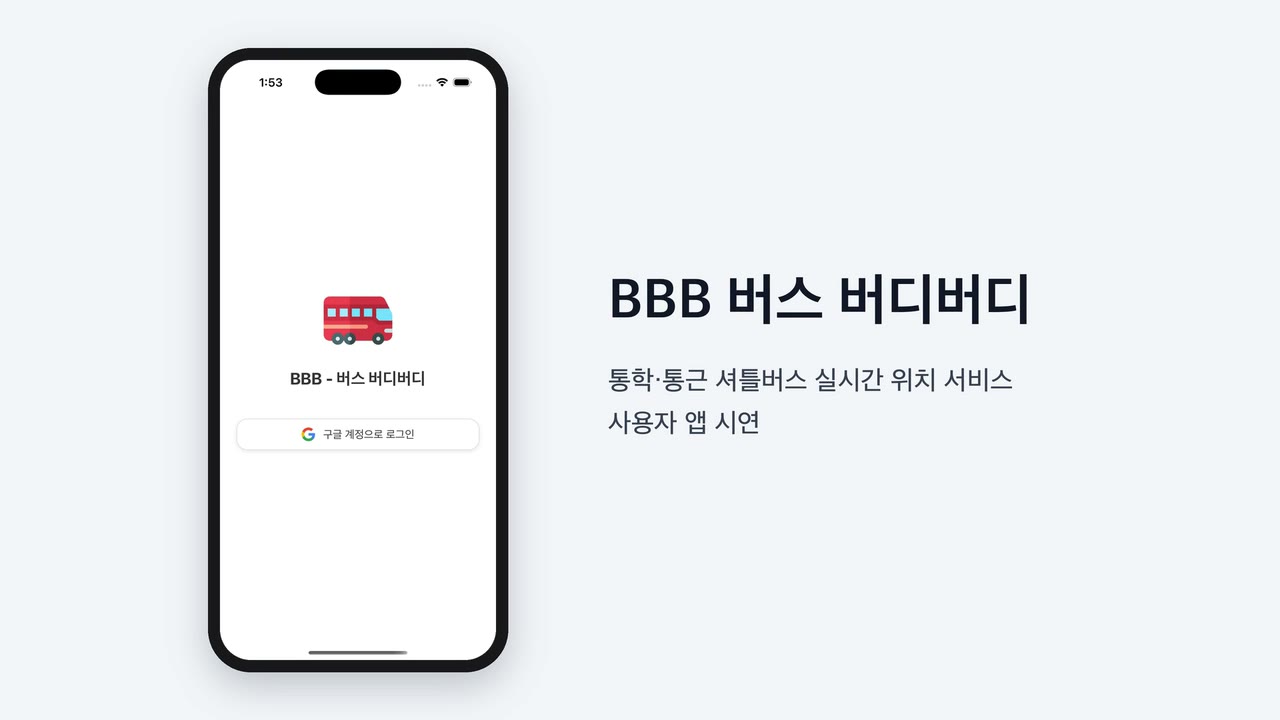 1:53
BBB - 버스 버디버디
구글 계정으로 로그인
BBB 버스 버디버디
통학·통근 셔틀버스 실시간 위치 서비스
사용자 앱 시연